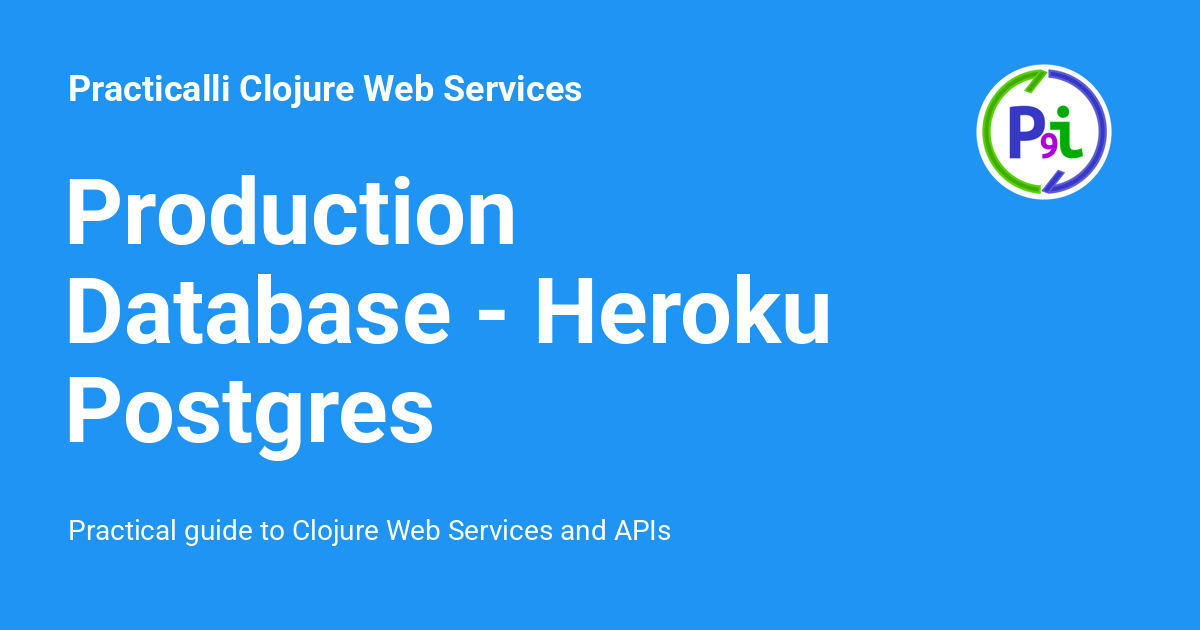 Practicalli Clojure Web Services
Production
Database - Heroku
Postgres
Practical guide to Clojure Web Services and APIs
P9i